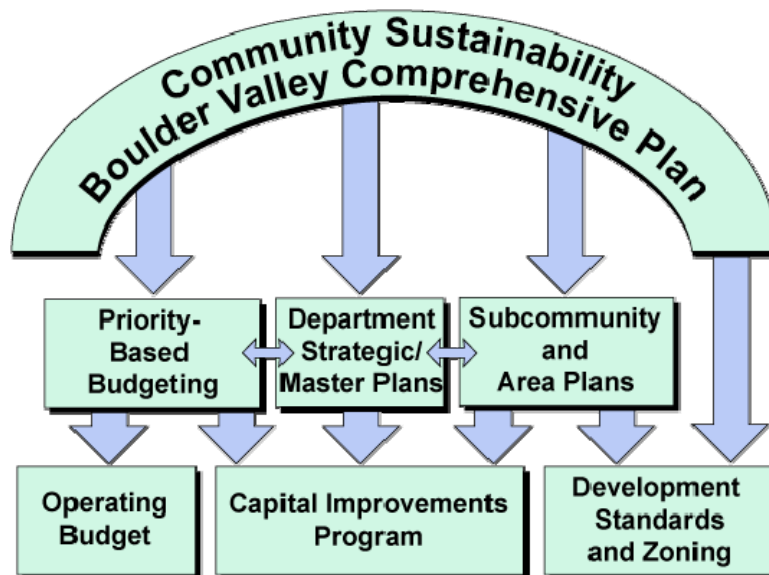 Community Sustainability
Boulder Valley Comprehensive Plan
Priority-
Based
Budgeting
Department
Strategic/
Master Plans
Subcommunity
and
Area Plans
Operating
Budget
Capital Improvements
Program
Development
Standards
and Zoning